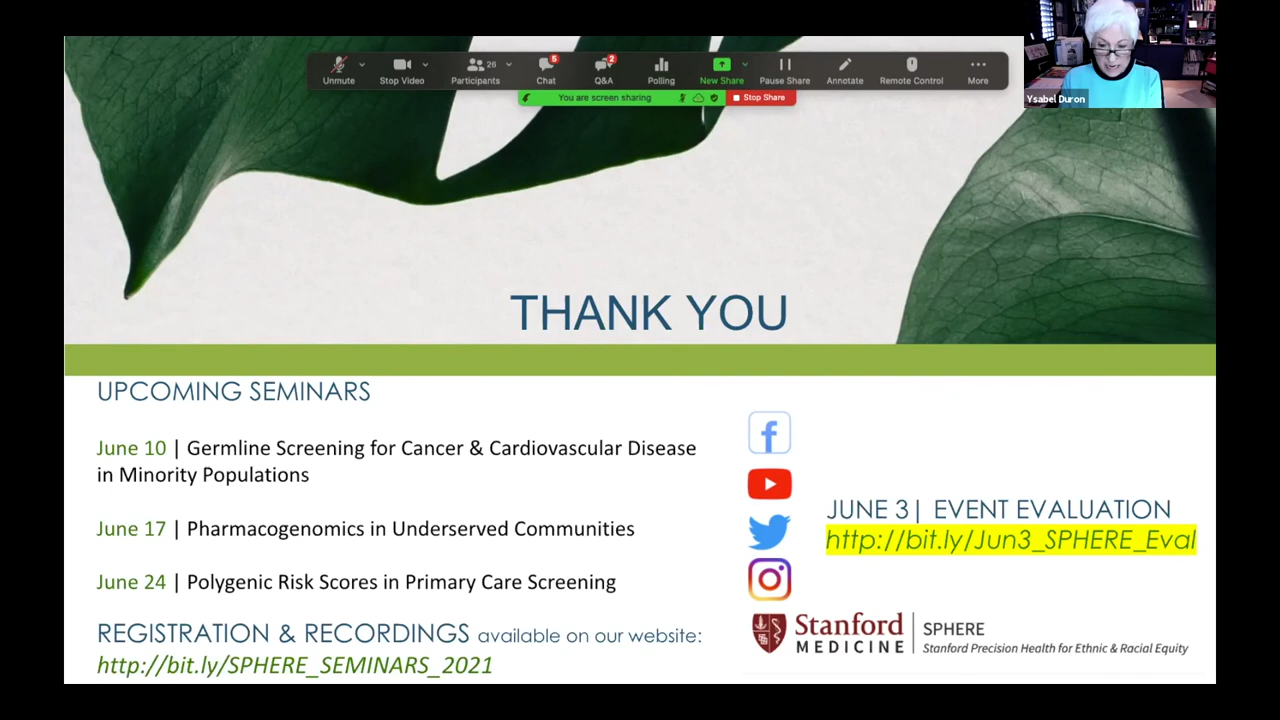 Unmute
Stop Video
Participants
26
Chat
5
Q&A
2
Polling
New Share
Pause Share
Annotate
Remote Control
More
You are screen sharing
Stop Share
Ysabel Duron
THANK YOU
UPCOMING SEMINARS
June 10 | Germline Screening for Cancer & Cardiovascular Disease
in Minority Populations
June 17 | Pharmacogenomics in Underserved Communities
June 24 | Polygenic Risk Scores in Primary Care Screening
REGISTRATION & RECORDINGS available on our website:
http://bit.ly/SPHERE_SEMINARS_2021
JUNE 3| EVENT EVALUATION
http://bit.ly/Jun3_SPHERE_Eval
Stanford
MEDICINE
SPHERE
Stanford Precision Health for Ethnic & Racial Equity